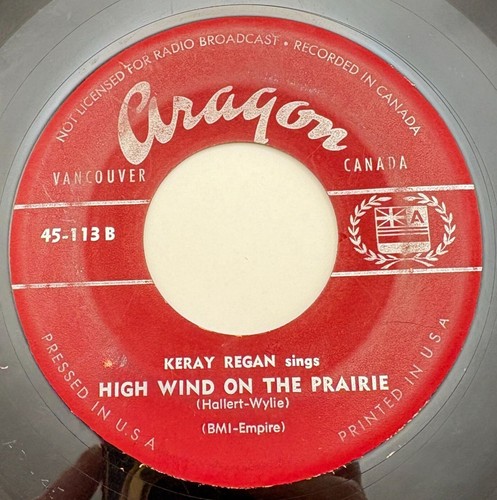 NOT LICENSED FOR RADIO BROADCAST • RECORDED IN CANADA
Aragon
VANCOUVER CANADA
A
45-113 B
KERAY REGAN sings
HIGH WIND ON THE PRAIRIE
(Hallert-Wylie)
(BMI-Empire)
PRESSED IN U.S.A
PRINTED IN U.S.A